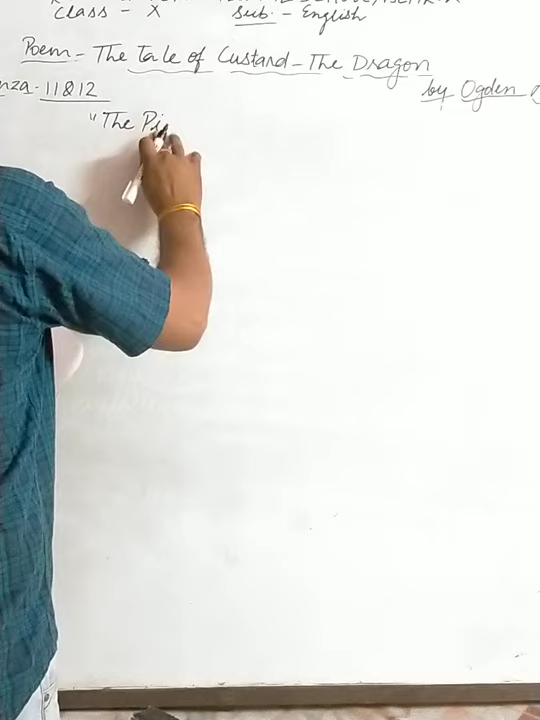 Class - X Sub. - English
Poem - The Tale of Custard - The Dragon
nza - 11 & 12 by Ogden
"The Pi